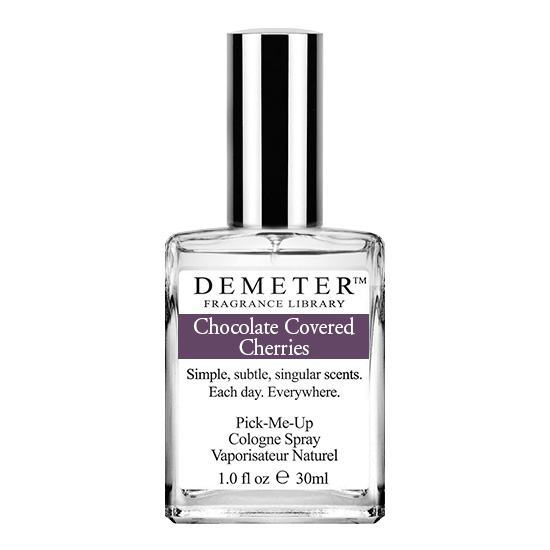 DEMETER™
FRAGRANCE LIBRARY
Chocolate Covered
Cherries
Simple, subtle, singular scents.
Each day. Everywhere.
Pick-Me-Up
Cologne Spray
Vaporisateur Naturel
1.0 fl oz ℮ 30ml